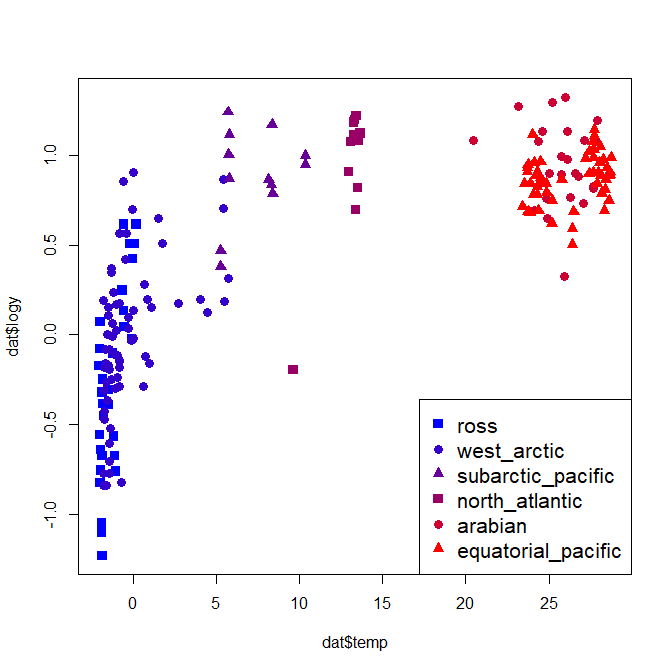 dat$logy
1.0
0.5
0.0
-0.5
-1.0
0
5
10
15
20
25
dat$temp
ross
west_arctic
subarctic_pacific
north_atlantic
arabian
equatorial_pacific